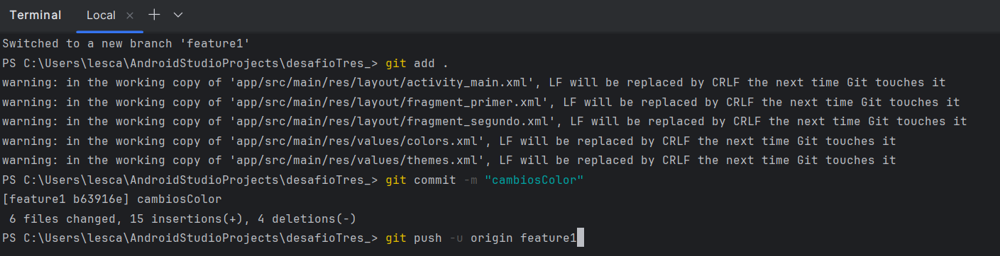 Terminal Local
Switched to a new branch 'feature1'
PS C:\Users\lesca\AndroidStudioProjects\desafioTres_> git add .
warning: in the working copy of 'app/src/main/res/layout/activity_main.xml', LF will be replaced by CRLF the next time Git touches it
warning: in the working copy of 'app/src/main/res/layout/fragment_primer.xml', LF will be replaced by CRLF the next time Git touches it
warning: in the working copy of 'app/src/main/res/layout/fragment_segundo.xml', LF will be replaced by CRLF the next time Git touches it
warning: in the working copy of 'app/src/main/res/values/colors.xml', LF will be replaced by CRLF the next time Git touches it
warning: in the working copy of 'app/src/main/res/values/themes.xml', LF will be replaced by CRLF the next time Git touches it
PS C:\Users\lesca\AndroidStudioProjects\desafioTres_> git commit -m "cambiosColor"
[feature1 b63916e] cambiosColor
 6 files changed, 15 insertions(+), 4 deletions(-)
PS C:\Users\lesca\AndroidStudioProjects\desafioTres_> git push -u origin feature1